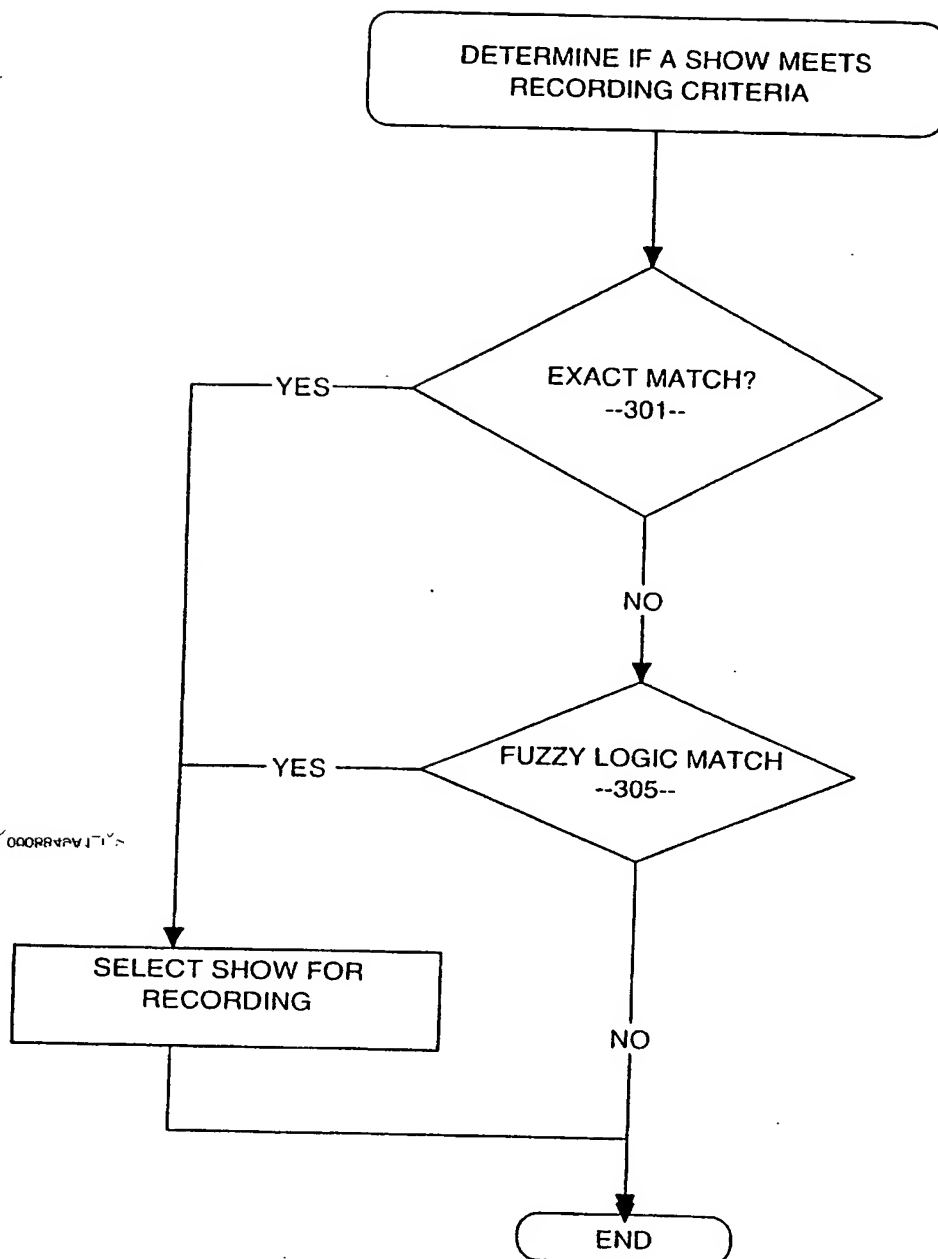 DETERMINE IF A SHOW MEETS
RECORDING CRITERIA
EXACT MATCH?
--301--
YES
NO
FUZZY LOGIC MATCH
--305--
YES
SELECT SHOW FOR
RECORDING
NO
END